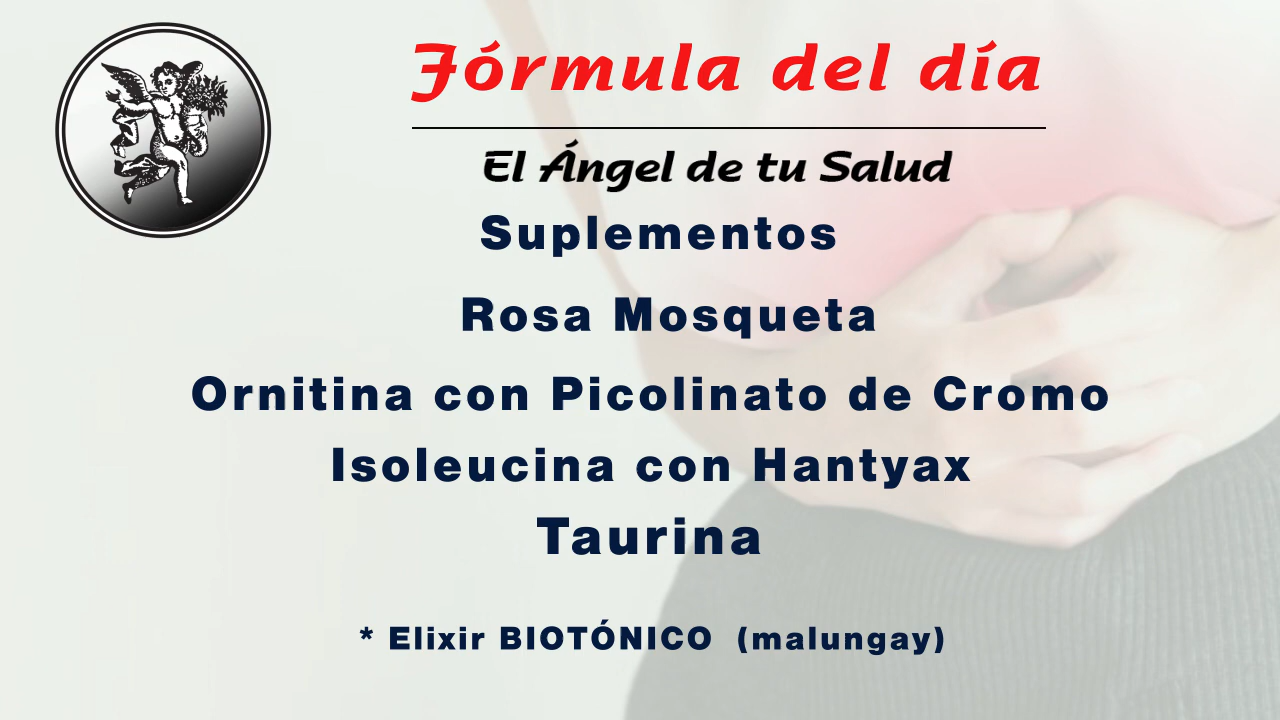 Fórmula del día
El Ángel de tu Salud
Suplementos
Rosa Mosqueta
Ornitina con Picolinato de Cromo
Isoleucina con Hantyax
Taurina
* Elixir BIOTÓNICO (malungay)